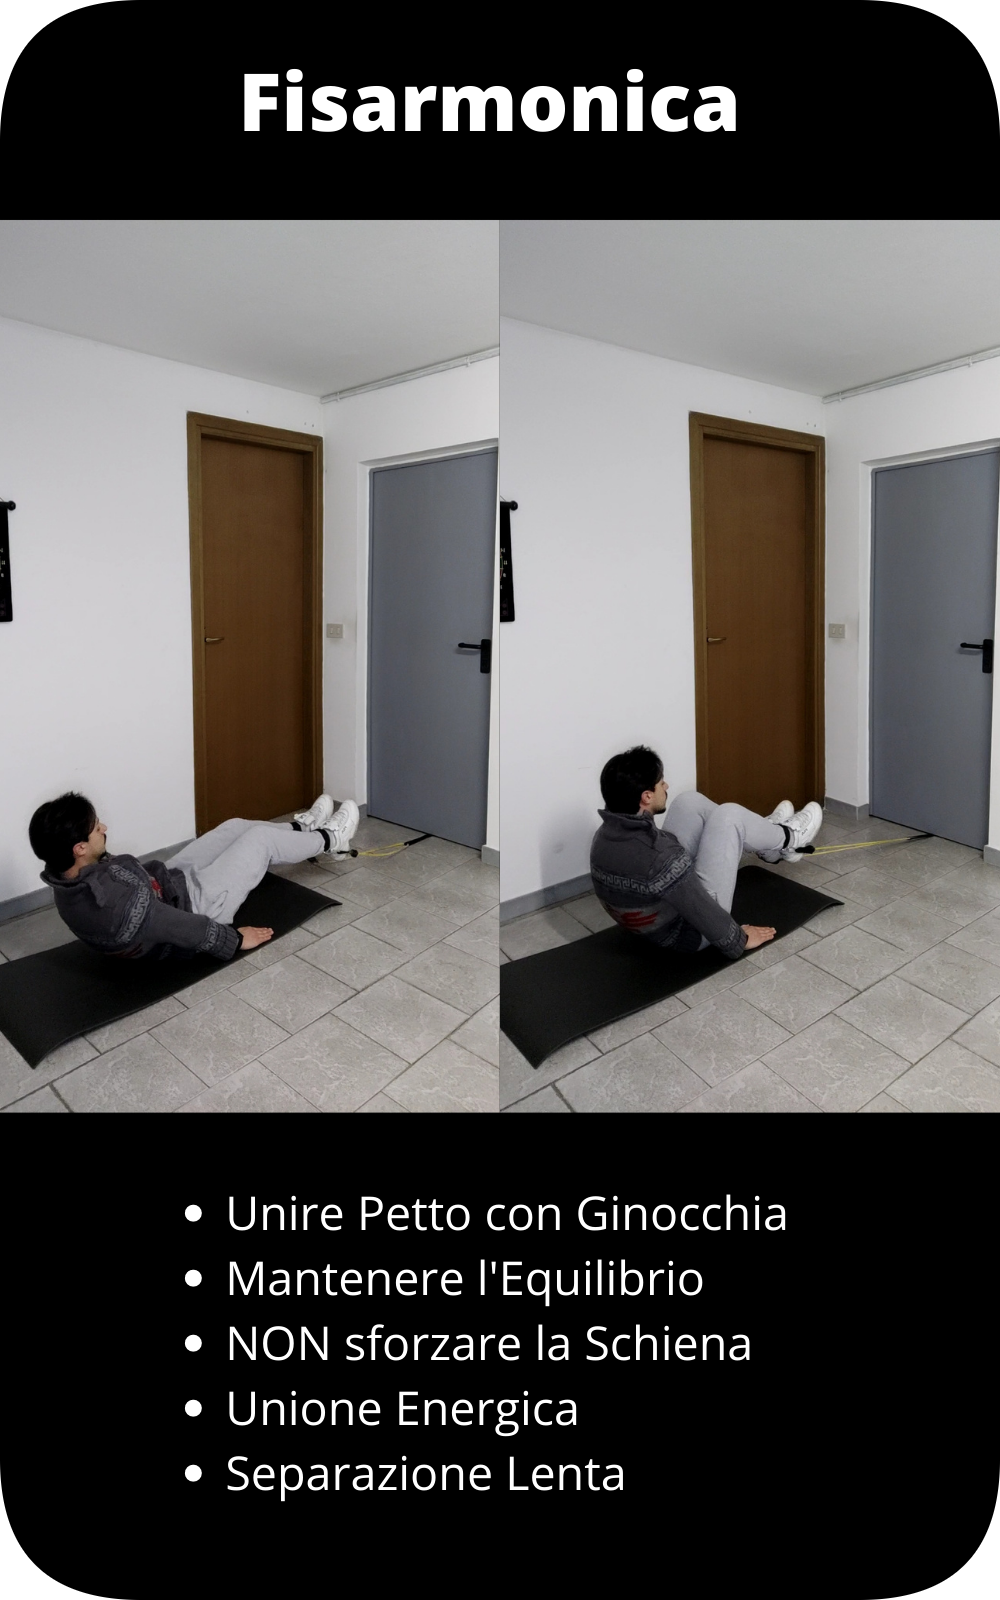 Fisarmonica
• Unire Petto con Ginocchia
• Mantenere l'Equilibrio
• NON sforzare la Schiena
• Unione Energica
• Separazione Lenta